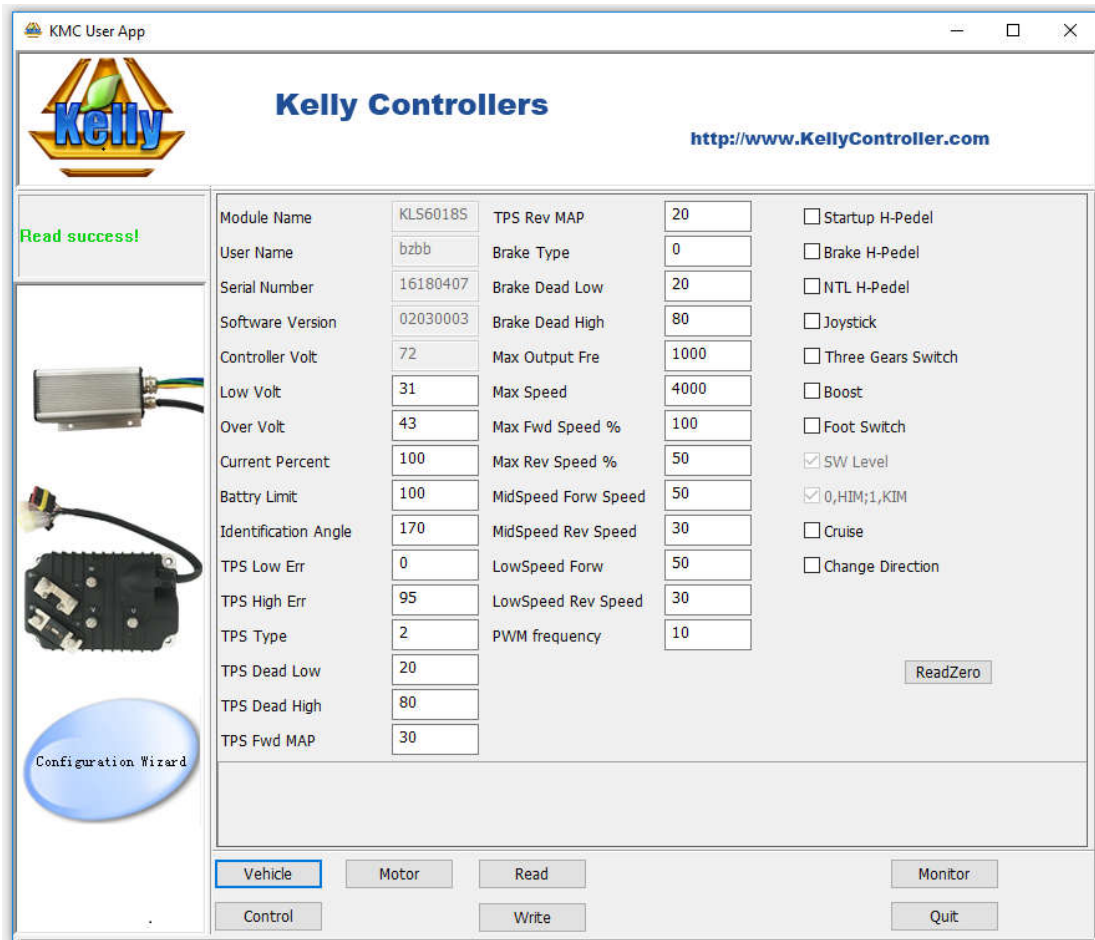 KMC User App
Kelly
Kelly Controllers
http://www.KellyController.com
Read success!
Configuration Wizard
Module Name KLS6018S
User Name bzbb
Serial Number 16180407
Software Version 02030003
Controller Volt 72
Low Volt 31
Over Volt 43
Current Percent 100
Battry Limit 100
Identification Angle 170
TPS Low Err 0
TPS High Err 95
TPS Type 2
TPS Dead Low 20
TPS Dead High 80
TPS Fwd MAP 30
TPS Rev MAP 20
Brake Type 0
Brake Dead Low 20
Brake Dead High 80
Max Output Fre 1000
Max Speed 4000
Max Fwd Speed % 100
Max Rev Speed % 50
MidSpeed Forw Speed 50
MidSpeed Rev Speed 30
LowSpeed Forw 50
LowSpeed Rev Speed 30
PWM frequency 10
Startup H-Pedel
Brake H-Pedel
NTL H-Pedel
Joystick
Three Gears Switch
Boost
Foot Switch
SW Level
0,HIM;1,KIM
Cruise
Change Direction
ReadZero
Vehicle Motor Read Monitor
Control Write Quit